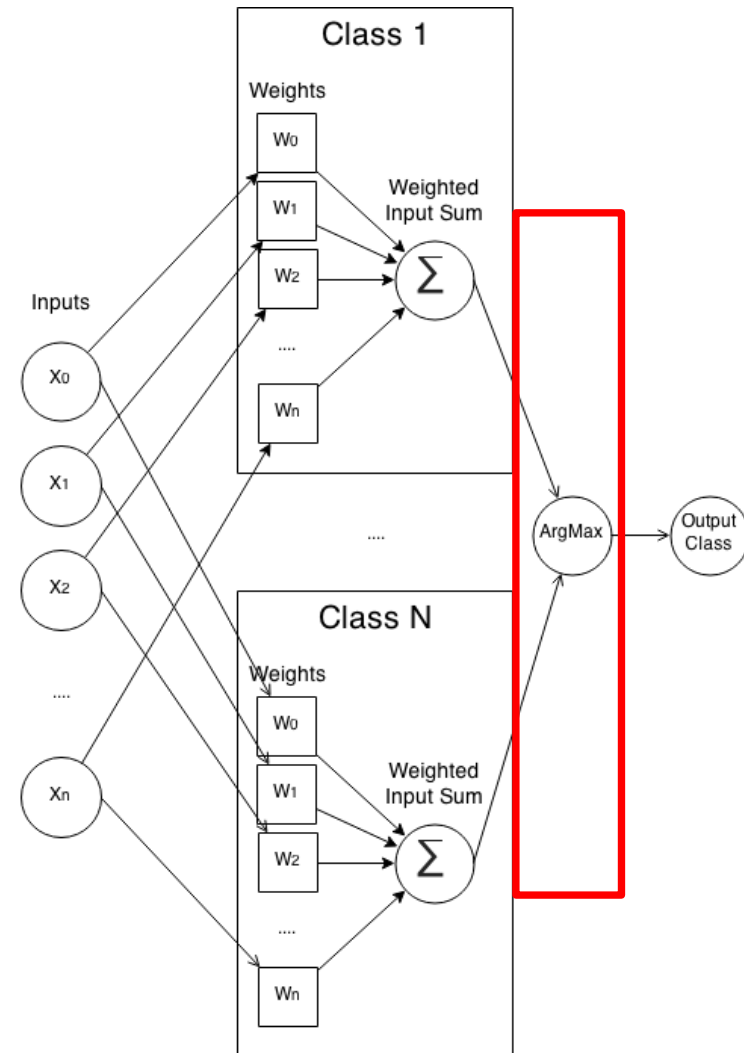 Class 1
Weights
W0
W1
W2
....
Wn
Weighted
Input Sum
Σ
Inputs
X0
X1
X2
....
Xn
....
ArgMax
Output
Class
Class N
Weights
W0
W1
W2
....
Wn
Weighted
Input Sum
Σ